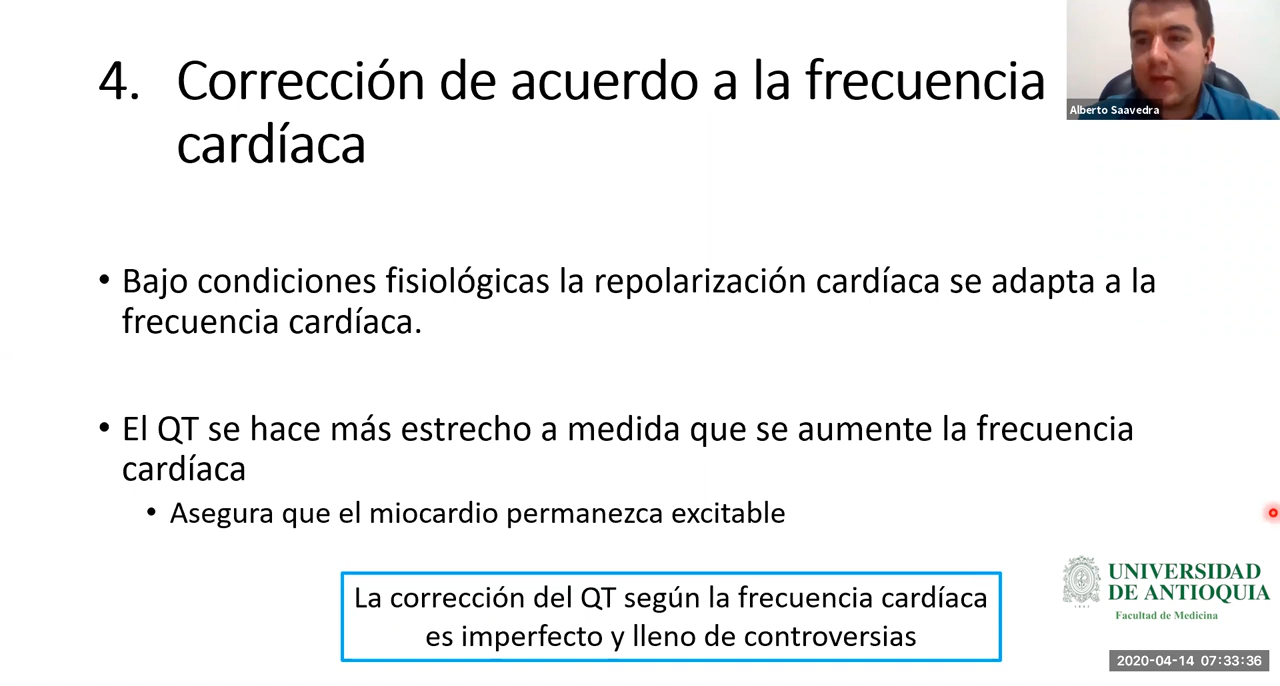 4. Corrección de acuerdo a la frecuencia
cardíaca
Alberto Saavedra
• Bajo condiciones fisiológicas la repolarización cardíaca se adapta a la
frecuencia cardíaca.
• El QT se hace más estrecho a medida que se aumente la frecuencia
cardíaca
• Asegura que el miocardio permanezca excitable
La corrección del QT según la frecuencia cardíaca
es imperfecto y lleno de controversias
UNIVERSIDAD
DE ANTIOQUIA
Facultad de Medicina
2020-04-14 07:33:36